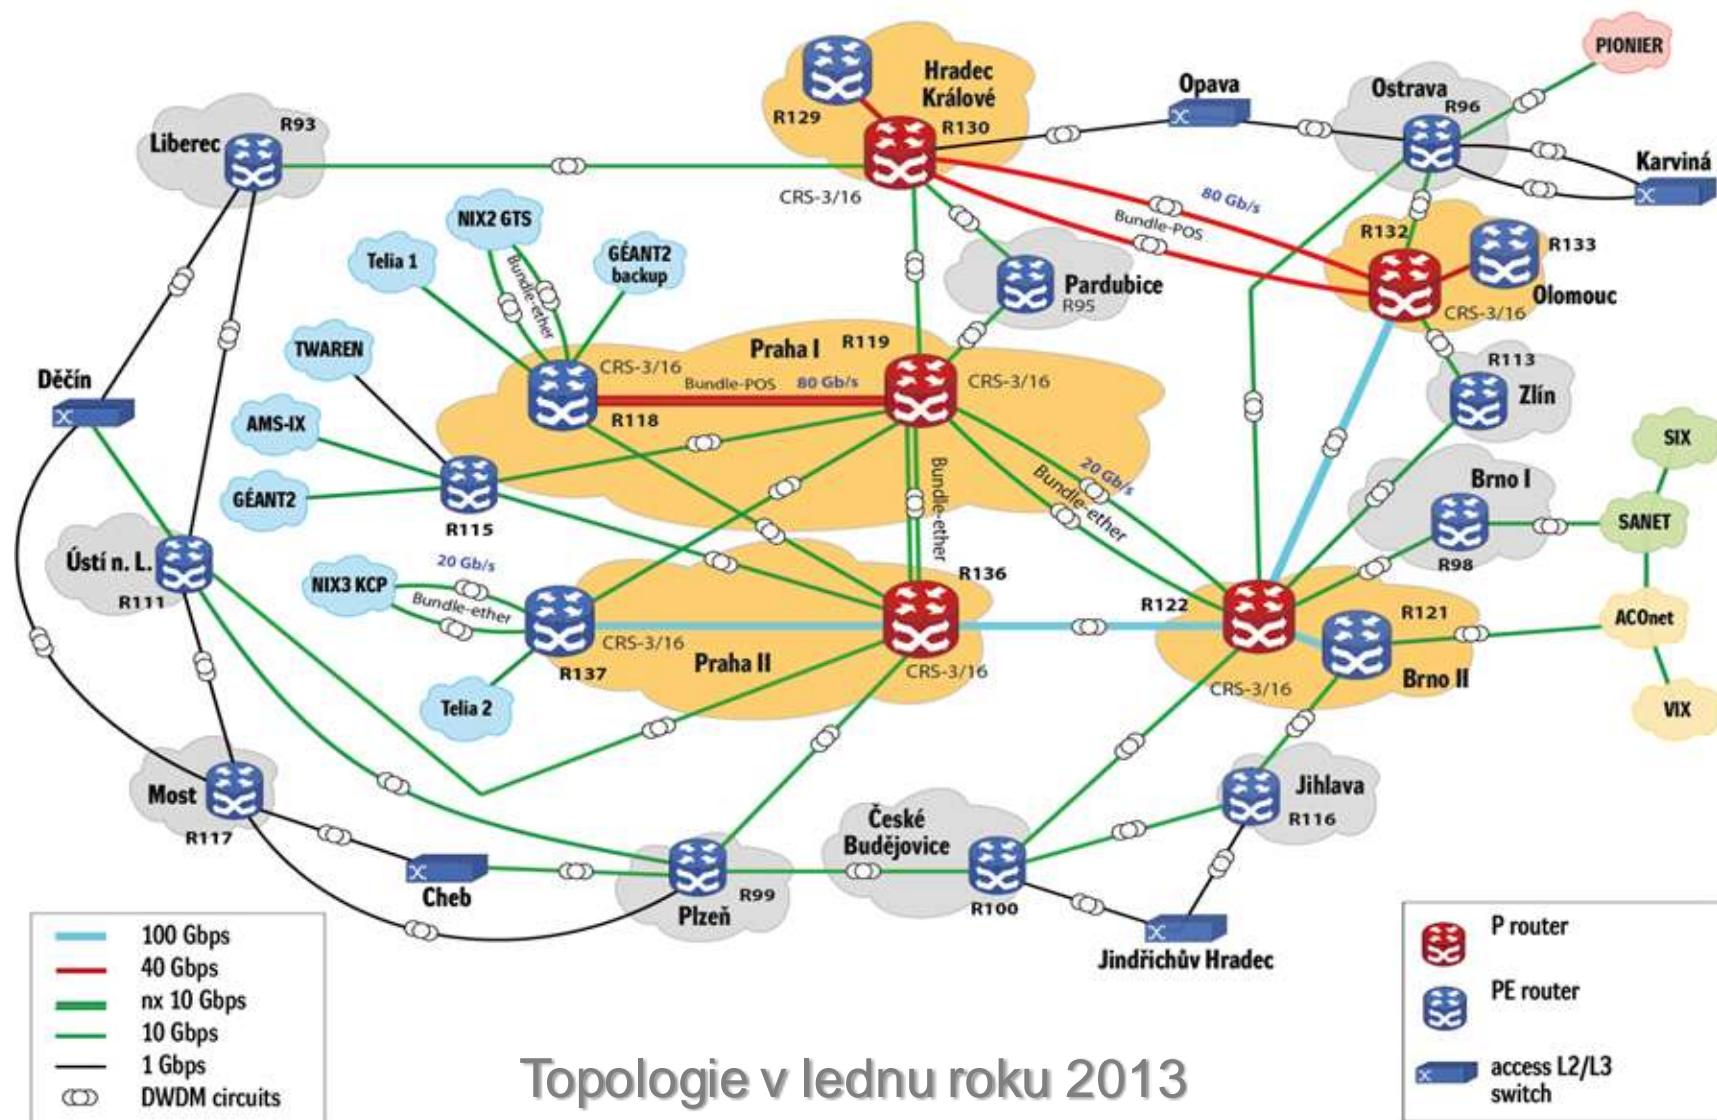 PIONIER
Hradec
Králové
R129
R130
CRS-3/16
Opava
Ostrava
R96
Karviná
Liberec
R93
80 Gb/s
Bundle-POS
R132
R133
Olomouc
CRS-3/16
NIX2 GTS
Telia 1
GÉANT2
backup
Bundle-ether
Pardubice
R95
TWAREN
Praha I
R119
CRS-3/16
CRS-3/16
Bundle-POS 80 Gb/s
R118
R113
Zlín
Děčín
AMS-IX
GÉANT2
R115
Bundle-ether
20 Gb/s
Bundle-ether
SIX
Brno I
SANET
R98
Ústí n. L.
R111
20 Gb/s
NIX3 KCP
Bundle-ether
R136
R122
R121
ACOnet
CRS-3/16
R137
Praha II
CRS-3/16
CRS-3/16
Brno II
Telia 2
VIX
Most
R117
Jihlava
R116
České
Budějovice
Cheb
R99
Plzeň
R100
Jindřichův Hradec
100 Gbps
40 Gbps
nx 10 Gbps
10 Gbps
1 Gbps
DWDM circuits
P router
PE router
access L2/L3
switch
Topologie v lednu roku 2013